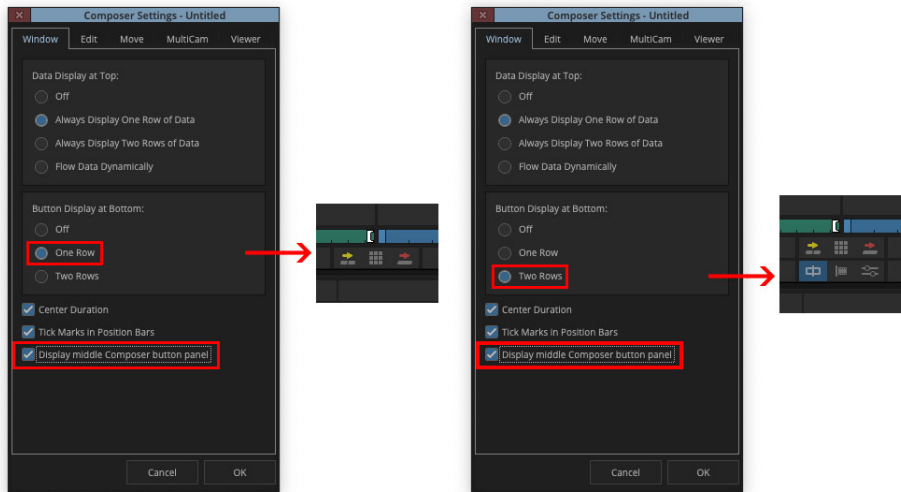 Composer Settings - Untitled
Window Edit Move MultiCam Viewer
Data Display at Top:
Off
Always Display One Row of Data
Always Display Two Rows of Data
Flow Data Dynamically
Button Display at Bottom:
Off
One Row
Two Rows
Center Duration
Tick Marks in Position Bars
Display middle Composer button panel
Cancel OK
Composer Settings - Untitled
Window Edit Move MultiCam Viewer
Data Display at Top:
Off
Always Display One Row of Data
Always Display Two Rows of Data
Flow Data Dynamically
Button Display at Bottom:
Off
One Row
Two Rows
Center Duration
Tick Marks in Position Bars
Display middle Composer button panel
Cancel OK